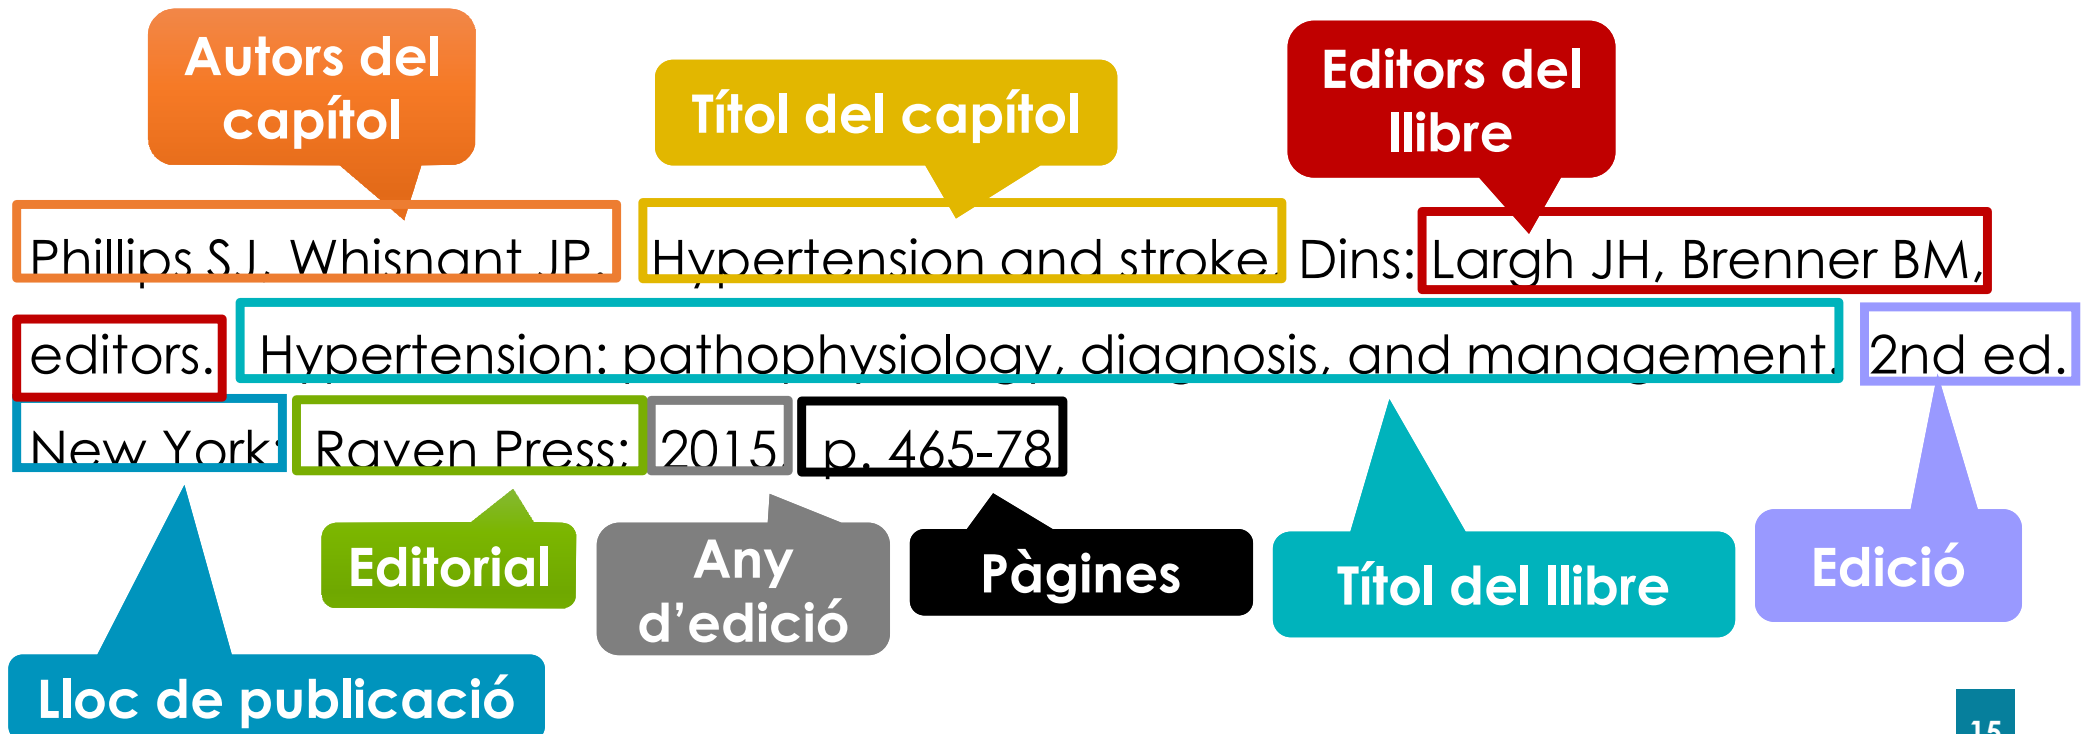 Autors del
capítol
Títol del capítol
Editors del
llibre
Phillips SJ, Whisnant JP. Hypertension and stroke. Dins: Largh JH, Brenner BM,
editors. Hypertension: pathophysiology, diagnosis, and management. 2nd ed.
New York: Raven Press; 2015. p. 465-78
Editorial
Any
d’edició
Pàgines
Títol del llibre
Edició
Lloc de publicació
15